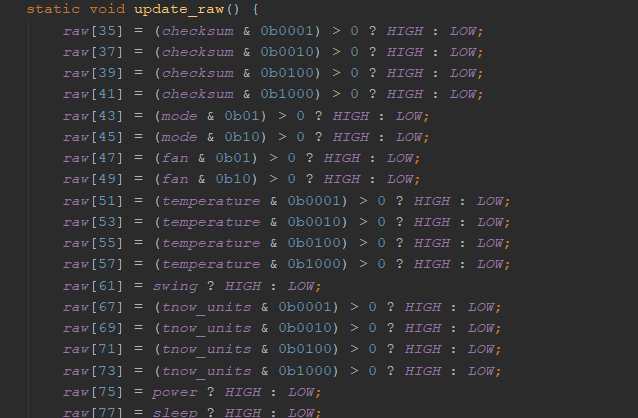 static void update_raw() {
raw[35] = (checksum & 0b0001) > 0 ? HIGH : LOW;
raw[37] = (checksum & 0b0010) > 0 ? HIGH : LOW;
raw[39] = (checksum & 0b0100) > 0 ? HIGH : LOW;
raw[41] = (checksum & 0b1000) > 0 ? HIGH : LOW;
raw[43] = (mode & 0b01) > 0 ? HIGH : LOW;
raw[45] = (mode & 0b10) > 0 ? HIGH : LOW;
raw[47] = (fan & 0b01) > 0 ? HIGH : LOW;
raw[49] = (fan & 0b10) > 0 ? HIGH : LOW;
raw[51] = (temperature & 0b0001) > 0 ? HIGH : LOW;
raw[53] = (temperature & 0b0010) > 0 ? HIGH : LOW;
raw[55] = (temperature & 0b0100) > 0 ? HIGH : LOW;
raw[57] = (temperature & 0b1000) > 0 ? HIGH : LOW;
raw[61] = swing ? HIGH : LOW;
raw[67] = (tnow_units & 0b0001) > 0 ? HIGH : LOW;
raw[69] = (tnow_units & 0b0010) > 0 ? HIGH : LOW;
raw[71] = (tnow_units & 0b0100) > 0 ? HIGH : LOW;
raw[73] = (tnow_units & 0b1000) > 0 ? HIGH : LOW;
raw[75] = power ? HIGH : LOW;
raw[77] = sleep ? HIGH : LOW;